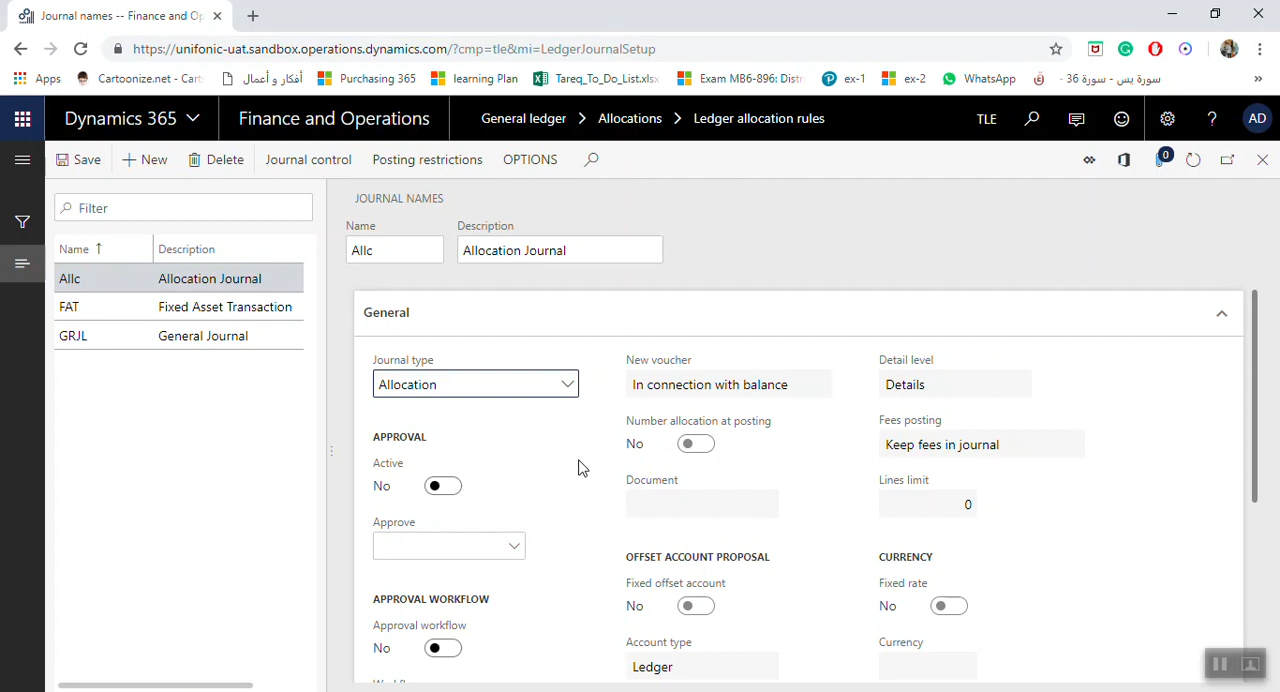 Journal names -- Finance and Op
https://unifonic-uat.sandbox.operations.dynamics.com/?cmp=tle&mi=LedgerJournalSetup
Apps Cartoonize.net - Cart أفكار و أعمال Purchasing 365 learning Plan Tareq_To_Do_List.xlsx Exam MB6-896: Distr ex-1 ex-2 WhatsApp سورة يس - سورة 36 - »
Dynamics 365 Finance and Operations General ledger > Allocations > Ledger allocation rules TLE ? AD
Save + New Delete Journal control Posting restrictions OPTIONS 0
Filter
Name ↑ Description
Allc Allocation Journal
FAT Fixed Asset Transaction
GRJL General Journal
JOURNAL NAMES
Name Description
Allc Allocation Journal
General
Journal type
Allocation
APPROVAL
Active
No
Approve
APPROVAL WORKFLOW
Approval workflow
No
New voucher
In connection with balance
Number allocation at posting
No
Document
OFFSET ACCOUNT PROPOSAL
Fixed offset account
No
Account type
Ledger
Detail level
Details
Fees posting
Keep fees in journal
Lines limit
0
CURRENCY
Fixed rate
No
Currency